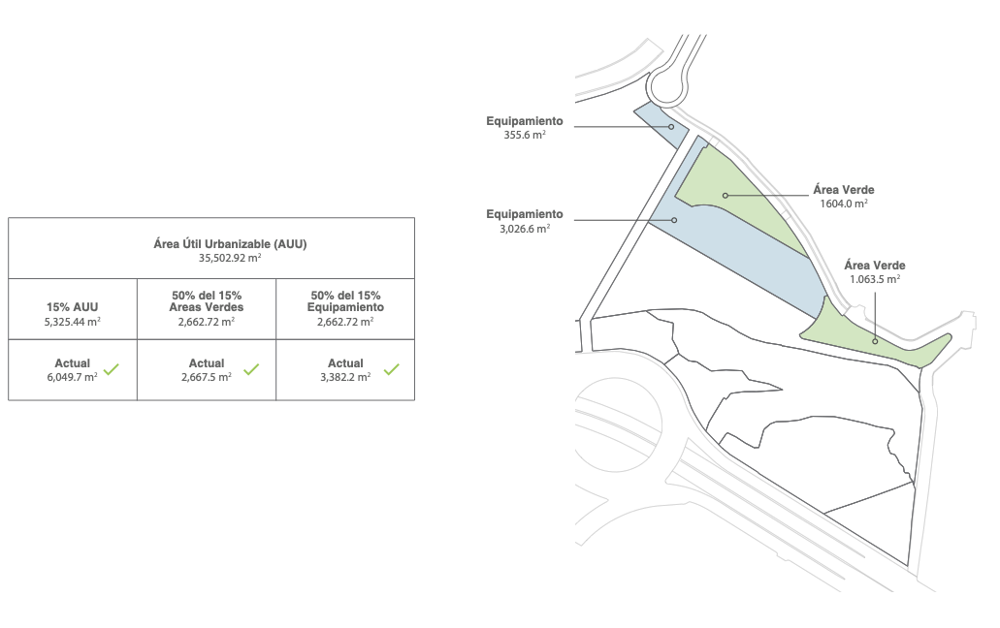 Área Útil Urbanizable (AUU)
35,502.92 m²
15% AUU
5,325.44 m²
50% del 15%
Areas Verdes
2,662.72 m²
50% del 15%
Equipamiento
2,662.72 m²
Actual
6,049.7 m²
Actual
2,667.5 m²
Actual
3,382.2 m²
Equipamiento
355.6 m²
Equipamiento
3,026.6 m²
Área Verde
1604.0 m²
Área Verde
1.063.5 m²